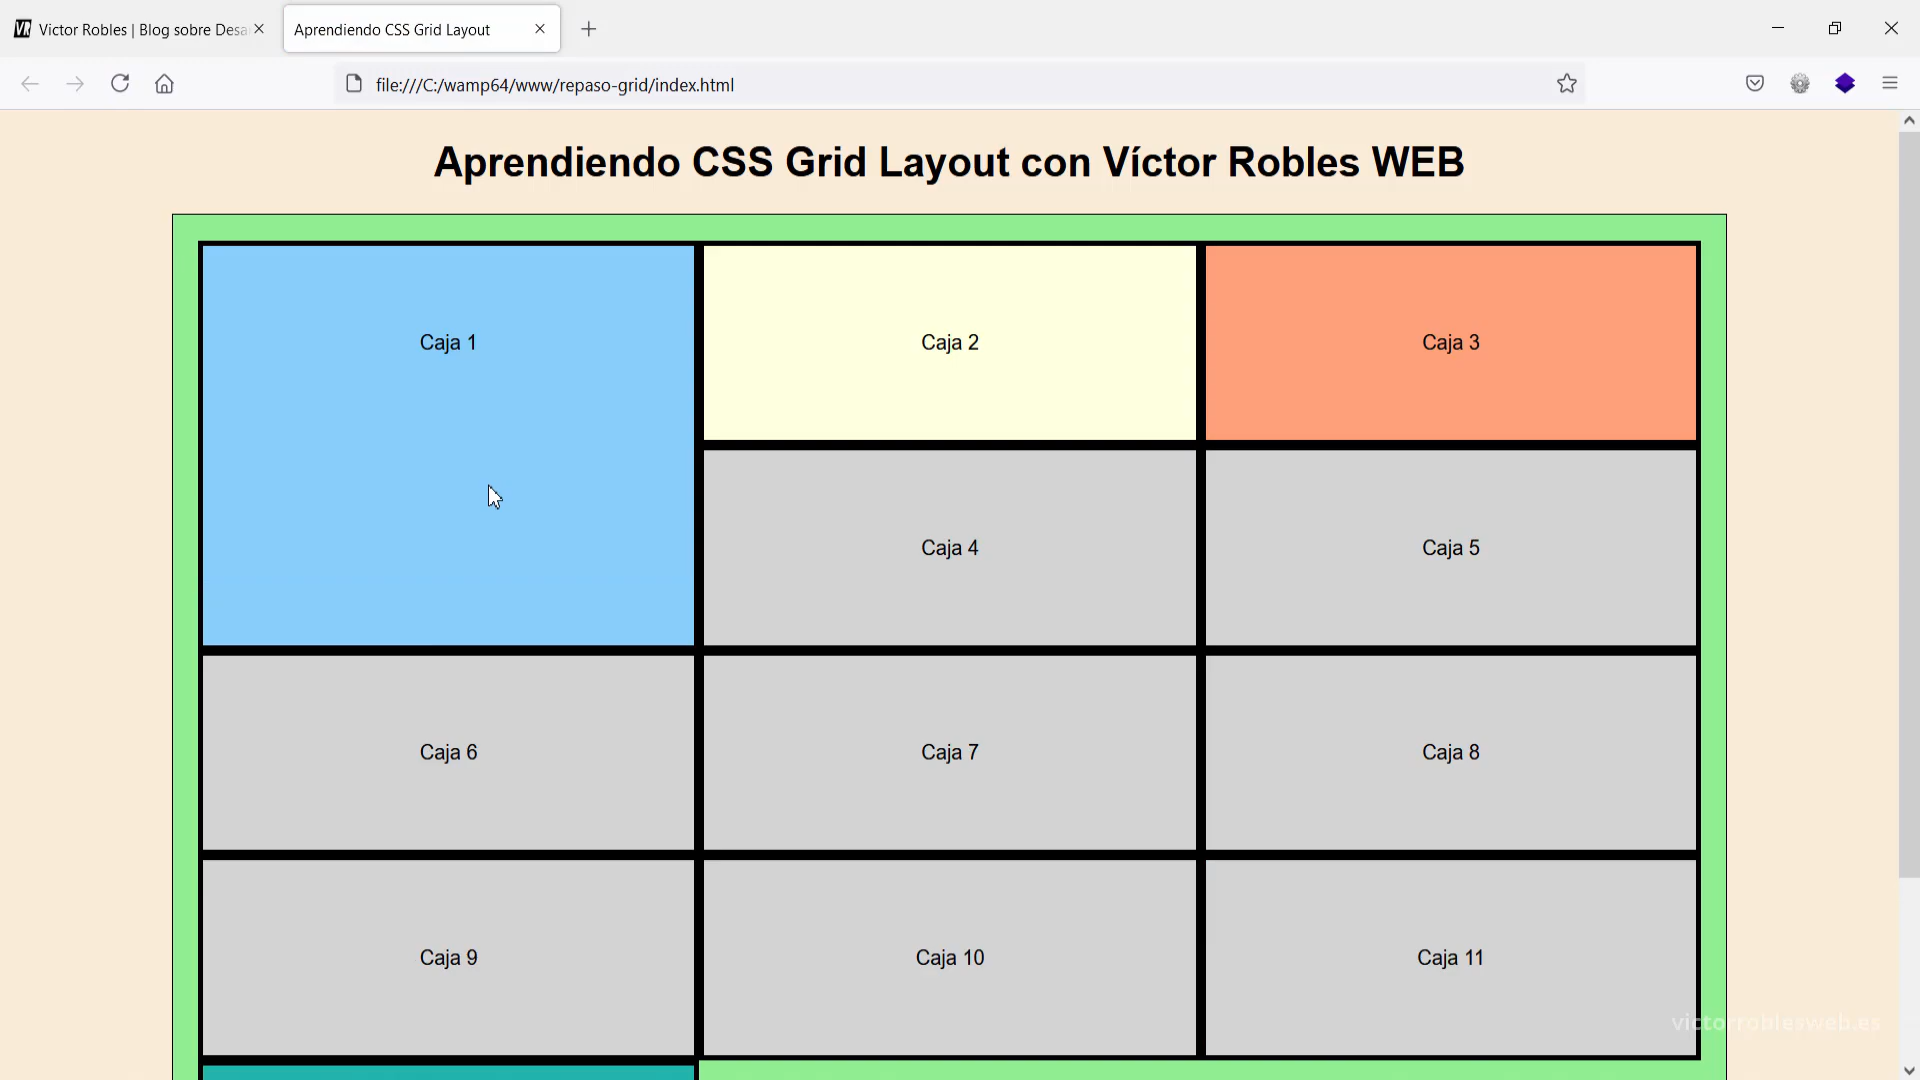 Victor Robles | Blog sobre Desa
Aprendiendo CSS Grid Layout
file:///C:/wamp64/www/repaso-grid/index.html
Aprendiendo CSS Grid Layout con Víctor Robles WEB
Caja 1
Caja 2
Caja 3
Caja 4
Caja 5
Caja 6
Caja 7
Caja 8
Caja 9
Caja 10
Caja 11
victorroblesweb.es